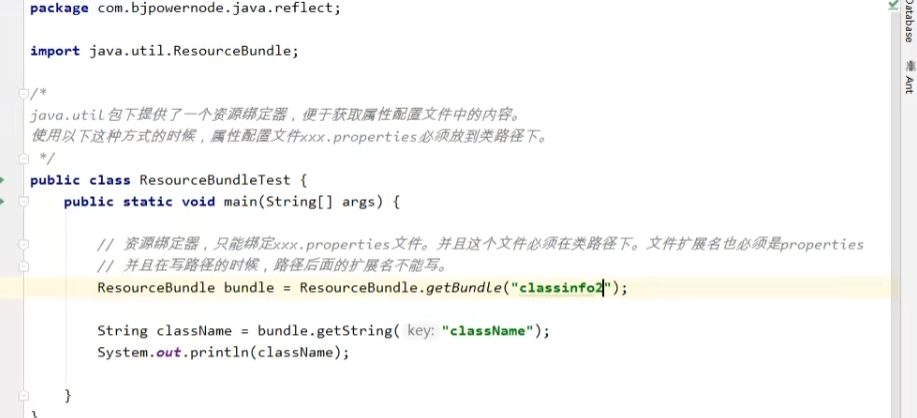 package com.bjpowernode.java.reflect;
import java.util.ResourceBundle;
/*
java.util包下提供了一个资源绑定器，便于获取属性配置文件中的内容。
使用以下这种方式的时候，属性配置文件xxx.properties必须放到类路径下。
*/
public class ResourceBundleTest {
public static void main(String[] args) {
// 资源绑定器，只能绑定xxx.properties文件。并且这个文件必须在类路径下。文件扩展名也必须是properties
// 并且在写路径的时候，路径后面的扩展名不能写。
ResourceBundle bundle = ResourceBundle.getBundle("classinfo2");
String className = bundle.getString( key: "className");
System.out.println(className);
}
}
Database
Ant